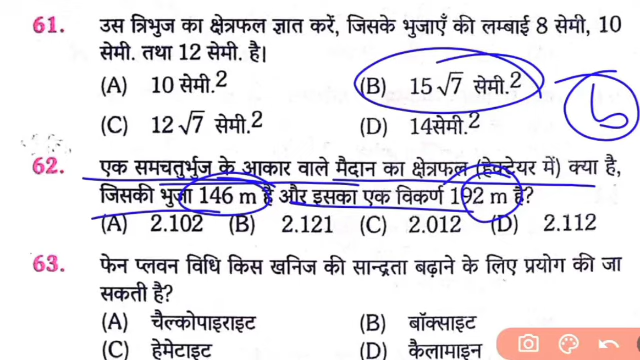 61. उस त्रिभुज का क्षेत्रफल ज्ञात करें, जिसके भुजाएँ की लम्बाई 8 सेमी, 10
सेमी. तथा 12 सेमी. है।
(A) 10 सेमी.2 (B) 15√7 सेमी.2
(C) 12√7 सेमी.2 (D) 14सेमी.2
62. एक समचतुर्भुज के आकार वाले मैदान का क्षेत्रफल (हेक्टेयर में) क्या है,
जिसकी भुजा 146 m है और इसका एक विकर्ण 192 m है?
(A) 2.102 (B) 2.121 (C) 2.012 (D) 2.112
63. फेन प्लवन विधि किस खनिज की सान्द्रता बढ़ाने के लिए प्रयोग की जा
सकती है?
(A) चैल्कोपाइराइट (B) बॉक्साइट
(C) हेमेटाइट (D) कैलामाइन